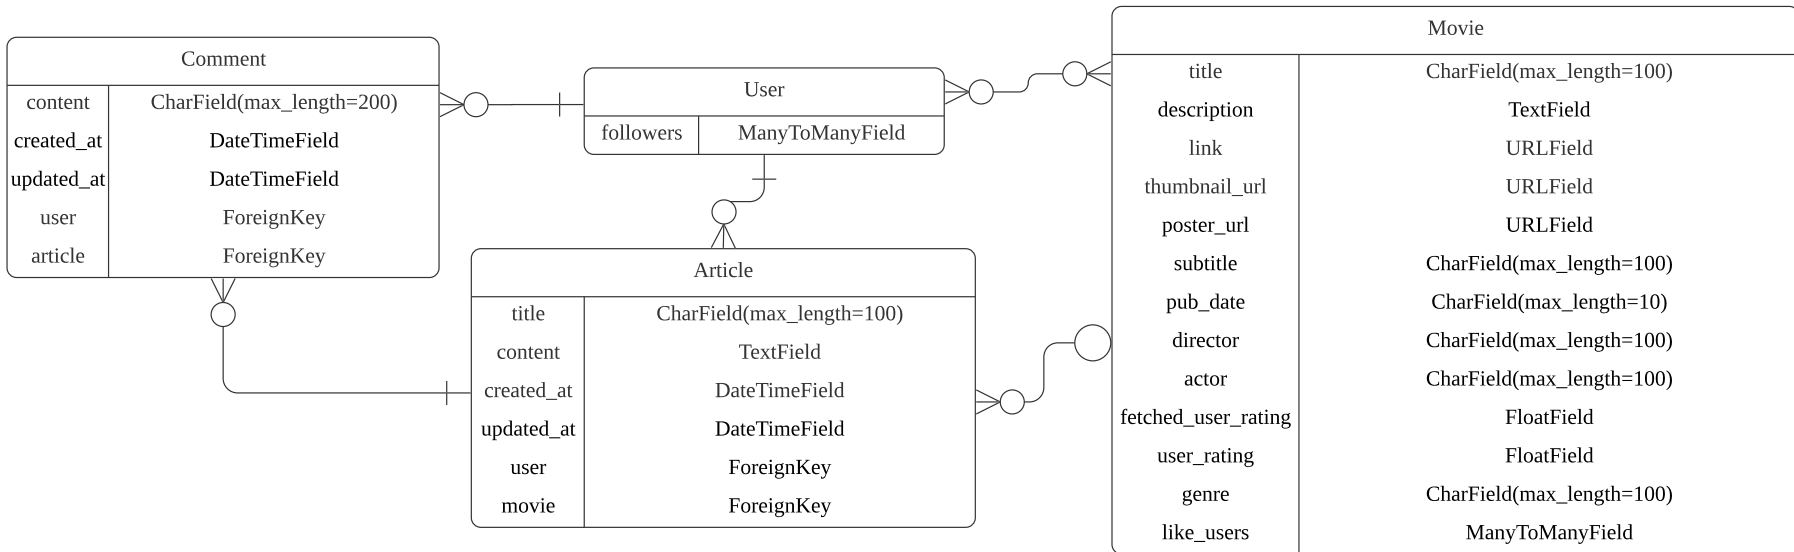 Comment
content CharField(max_length=200)
created_at DateTimeField
updated_at DateTimeField
user ForeignKey
article ForeignKey
User
followers ManyToManyField
Article
title CharField(max_length=100)
content TextField
created_at DateTimeField
updated_at DateTimeField
user ForeignKey
movie ForeignKey
Movie
title CharField(max_length=100)
description TextField
link URLField
thumbnail_url URLField
poster_url URLField
subtitle CharField(max_length=100)
pub_date CharField(max_length=10)
director CharField(max_length=100)
actor CharField(max_length=100)
fetched_user_rating FloatField
user_rating FloatField
genre CharField(max_length=100)
like_users ManyToManyField